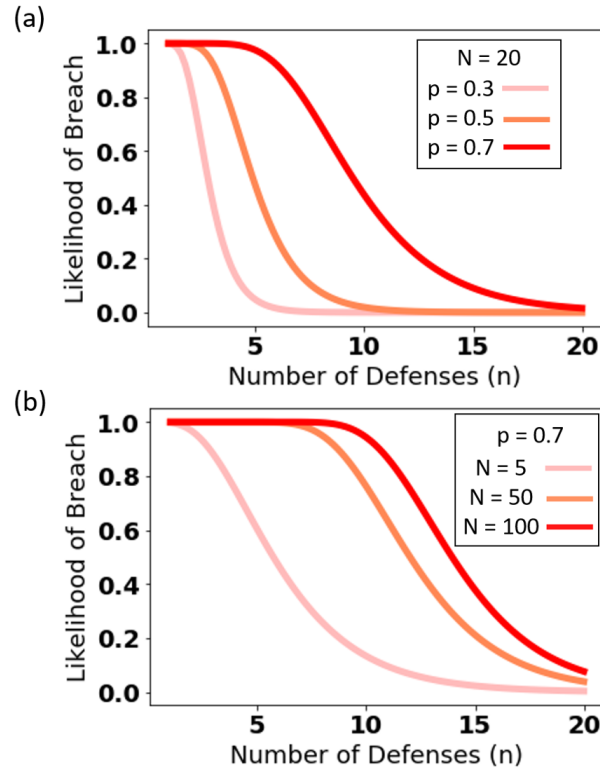 (a)
1.0
0.8
0.6
0.4
0.2
0.0
Likelihood of Breach
N = 20
p = 0.3
p = 0.5
p = 0.7
5 10 15 20
Number of Defenses (n)
(b)
1.0
0.8
0.6
0.4
0.2
0.0
Likelihood of Breach
p = 0.7
N = 5
N = 50
N = 100
5 10 15 20
Number of Defenses (n)